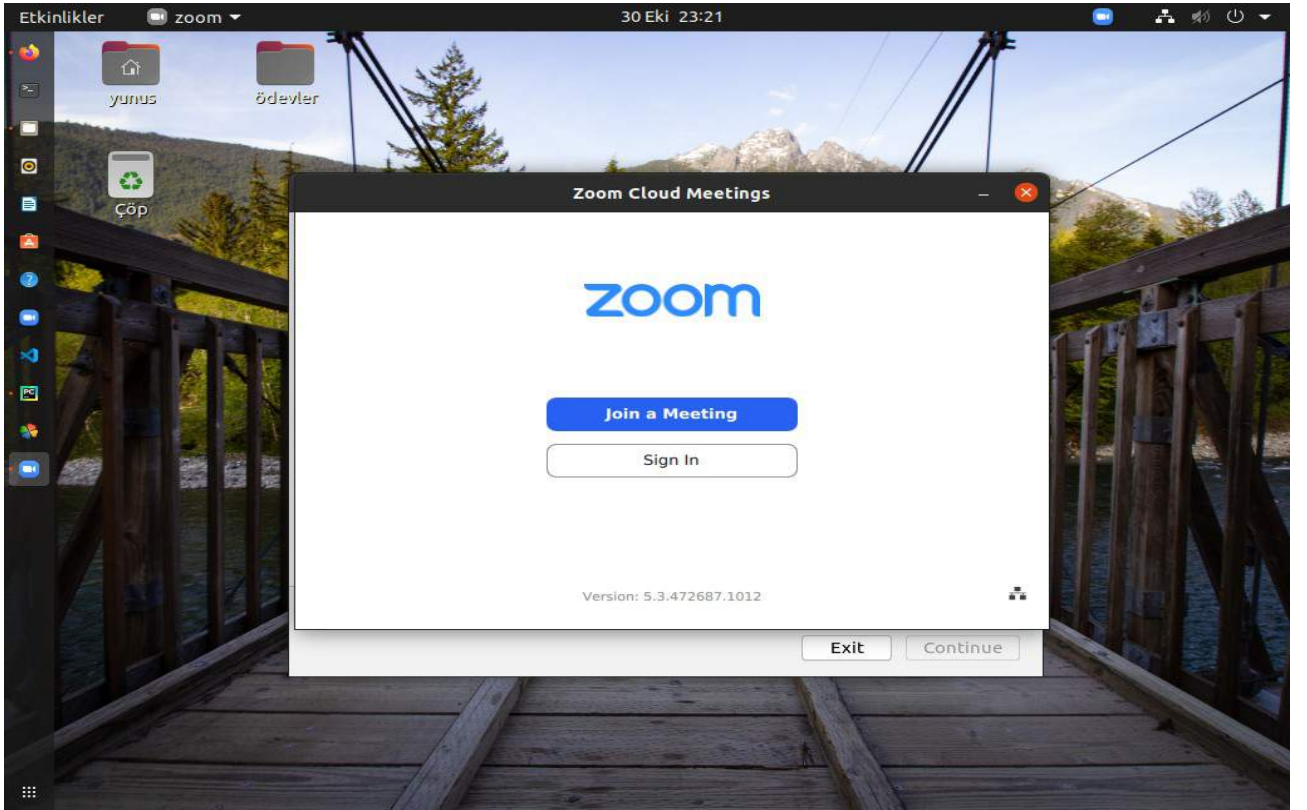 Etkinlikler zoom 30 Eki 23:21
yunus ödevler
Çöp
Zoom Cloud Meetings
zoom
Join a Meeting
Sign In
Version: 5.3.472687.1012
Exit Continue
PC